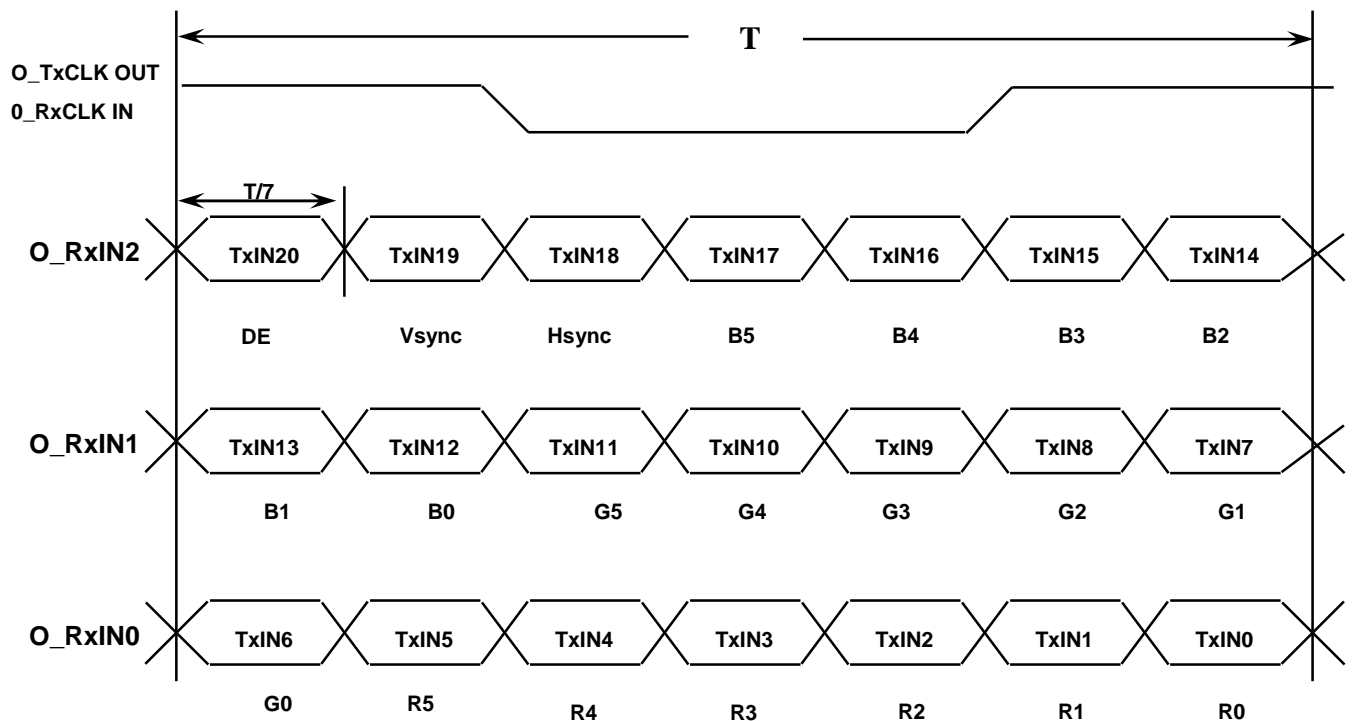 T
O_TxCLK OUT
0_RxCLK IN
T/7
O_RxIN2 TxIN20 TxIN19 TxIN18 TxIN17 TxIN16 TxIN15 TxIN14
DE Vsync Hsync B5 B4 B3 B2
O_RxIN1 TxIN13 TxIN12 TxIN11 TxIN10 TxIN9 TxIN8 TxIN7
B1 B0 G5 G4 G3 G2 G1
O_RxIN0 TxIN6 TxIN5 TxIN4 TxIN3 TxIN2 TxIN1 TxIN0
G0 R5 R4 R3 R2 R1 R0